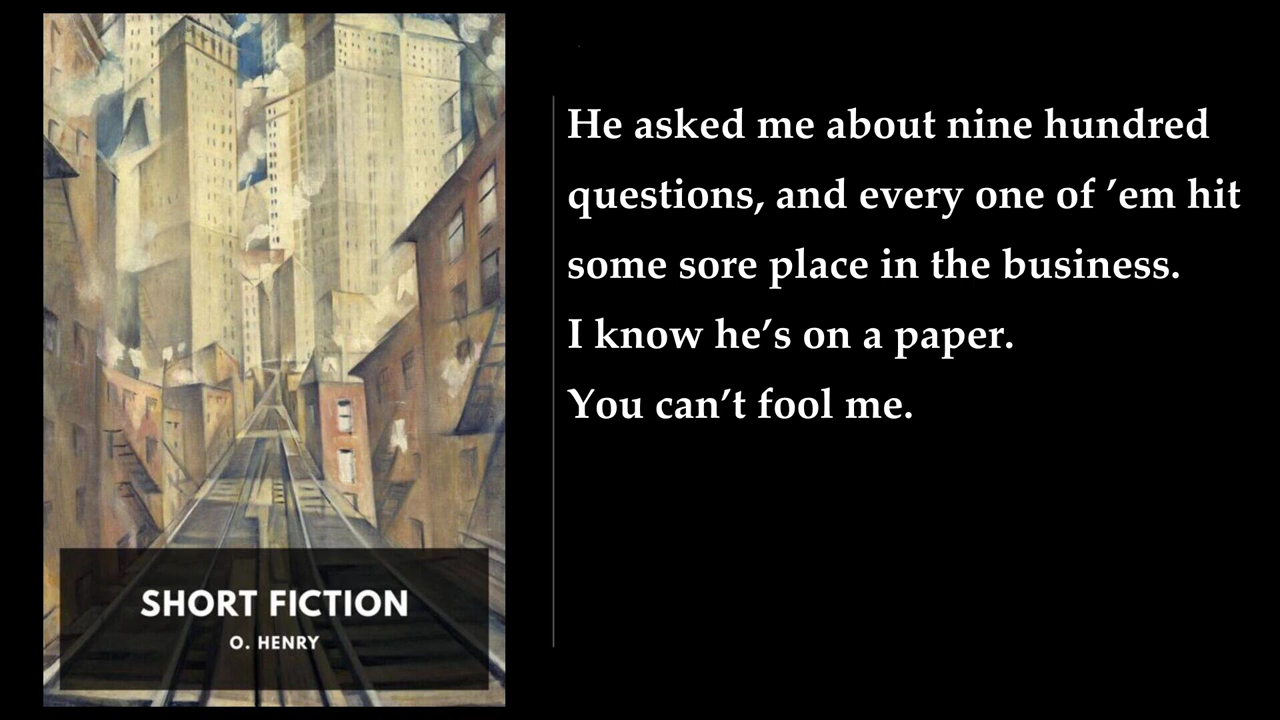 SHORT FICTION
O. HENRY
He asked me about nine hundred
questions, and every one of ’em hit
some sore place in the business.
I know he’s on a paper.
You can’t fool me.